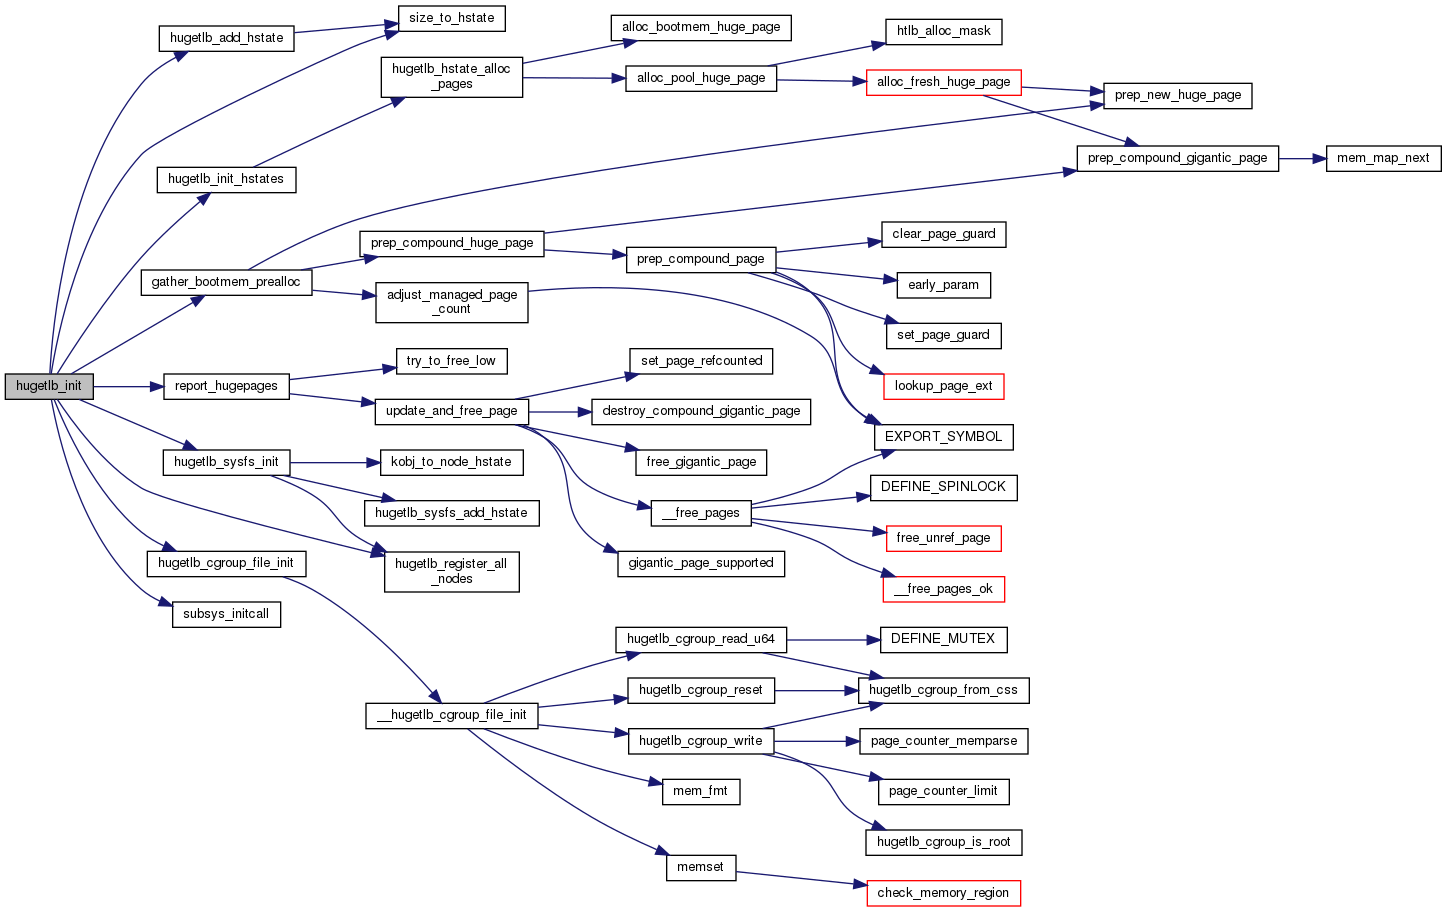 hugetlb_init
hugetlb_add_hstate
size_to_hstate
hugetlb_init_hstates
hugetlb_hstate_alloc
_pages
alloc_bootmem_huge_page
alloc_pool_huge_page
htlb_alloc_mask
alloc_fresh_huge_page
prep_new_huge_page
prep_compound_gigantic_page
mem_map_next
gather_bootmem_prealloc
prep_compound_huge_page
adjust_managed_page
_count
prep_compound_page
clear_page_guard
early_param
set_page_guard
lookup_page_ext
EXPORT_SYMBOL
report_hugepages
try_to_free_low
update_and_free_page
set_page_refcounted
destroy_compound_gigantic_page
free_gigantic_page
__free_pages
gigantic_page_supported
DEFINE_SPINLOCK
free_unref_page
__free_pages_ok
hugetlb_sysfs_init
kobj_to_node_hstate
hugetlb_sysfs_add_hstate
hugetlb_register_all
_nodes
hugetlb_cgroup_file_init
subsys_initcall
__hugetlb_cgroup_file_init
hugetlb_cgroup_read_u64
hugetlb_cgroup_reset
hugetlb_cgroup_write
mem_fmt
memset
DEFINE_MUTEX
hugetlb_cgroup_from_css
page_counter_memparse
page_counter_limit
hugetlb_cgroup_is_root
check_memory_region